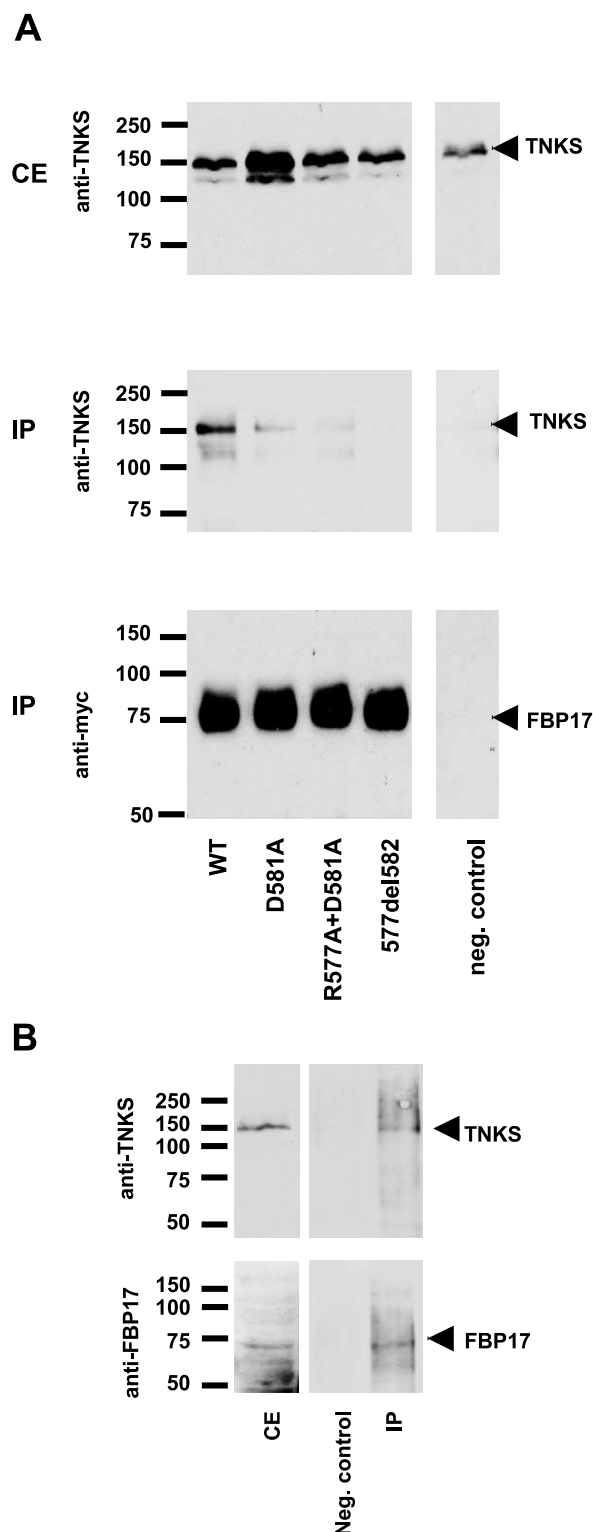 A
CE
anti-TNKS
250
150
100
75
TNKS
IP
anti-TNKS
250
150
100
75
TNKS
IP
anti-myc
150
100
75
50
FBP17
WT
D581A
R577A+D581A
577del582
neg. control
B
anti-TNKS
250
150
100
75
50
TNKS
anti-FBP17
150
100
75
50
FBP17
CE
Neg. control
IP